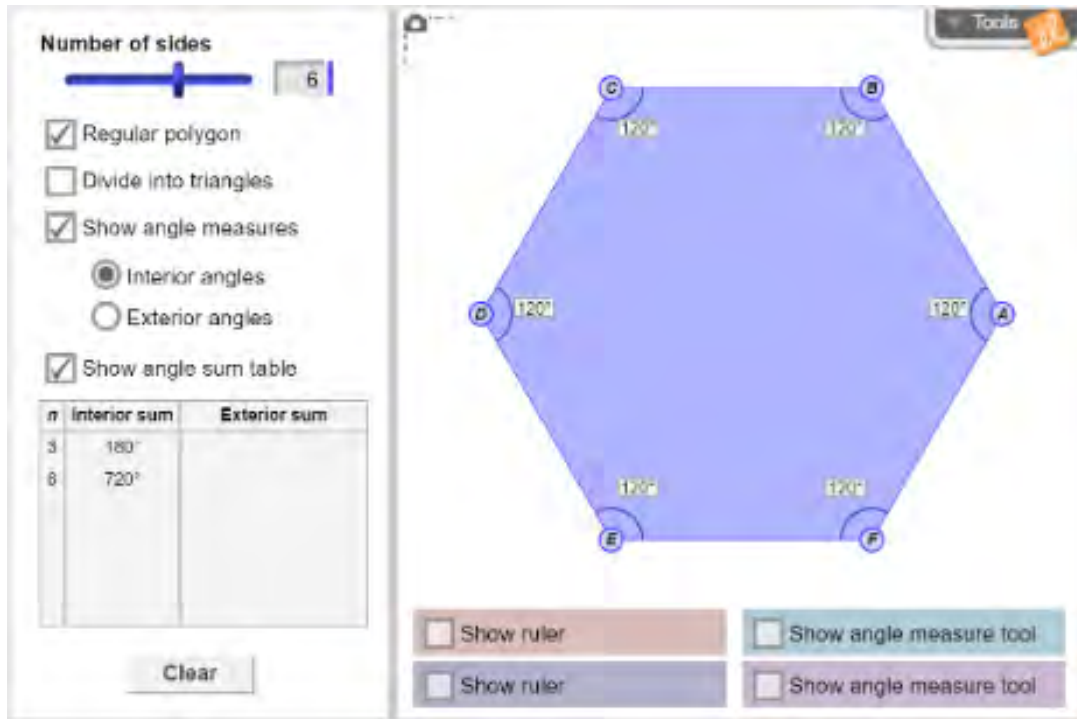 Number of sides
6
Regular polygon
Divide into triangles
Show angle measures
Interior angles
Exterior angles
Show angle sum table
n Interior sum Exterior sum
3 180°
6 720°
Clear
Tools
C B
120° 120°
D 120° 120° A
120° 120°
E F
Show ruler Show angle measure tool
Show ruler Show angle measure tool